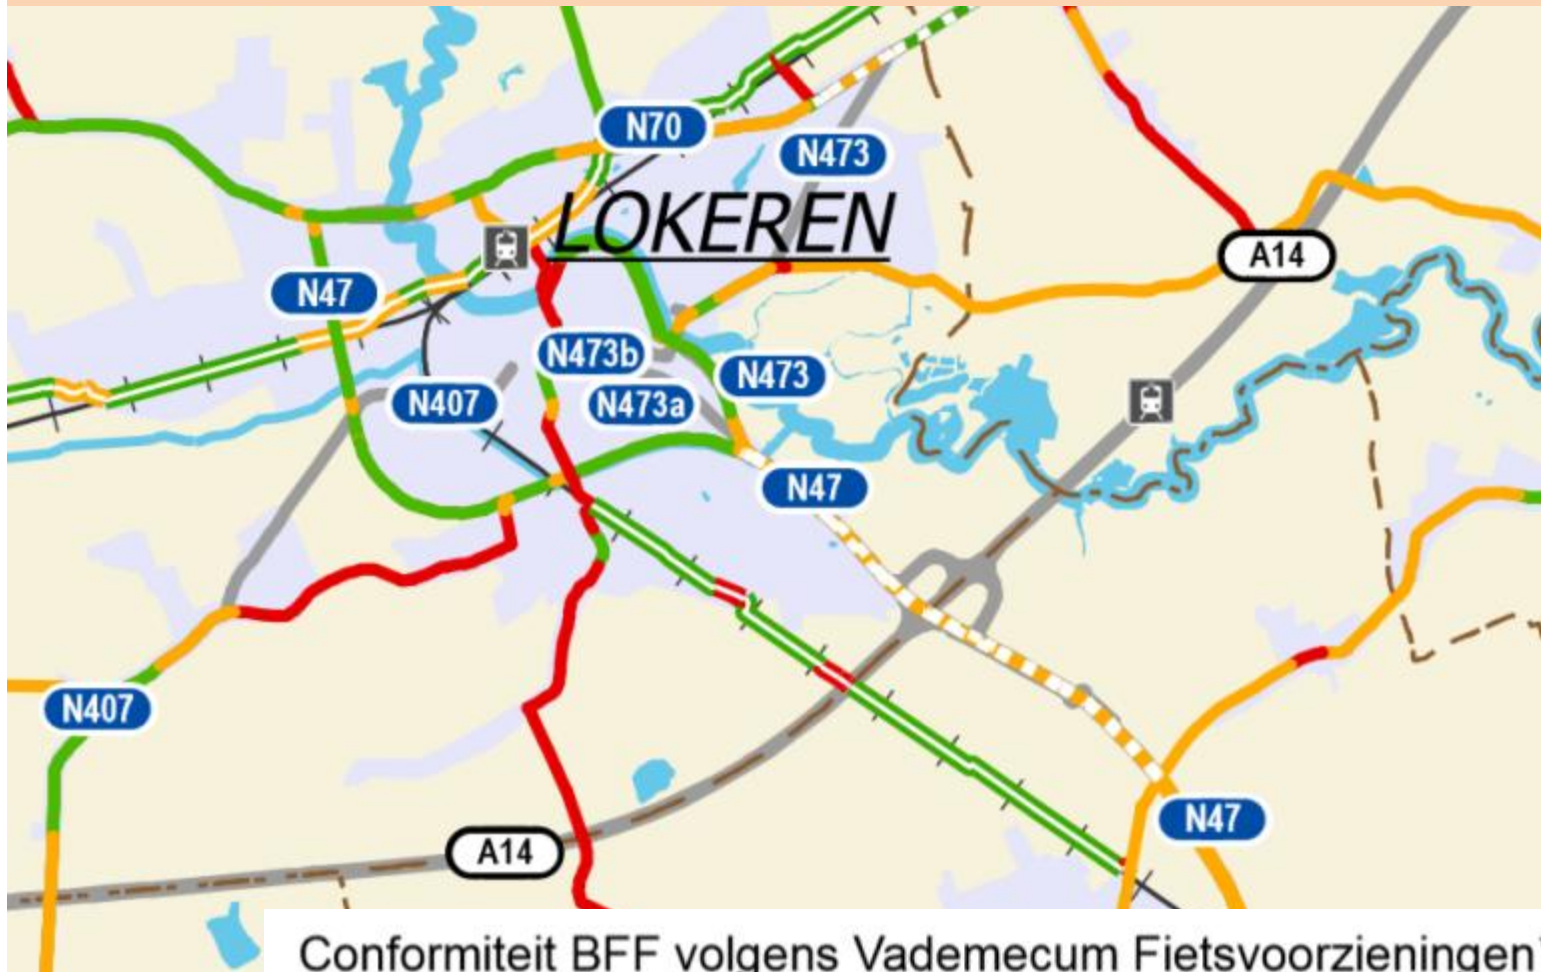 N70
N473
LOKEREN
A14
N47
N473b
N473
N407
N473a
N47
N407
N47
A14
Conformiteit BFF volgens Vademecum Fietsvoorzieningen